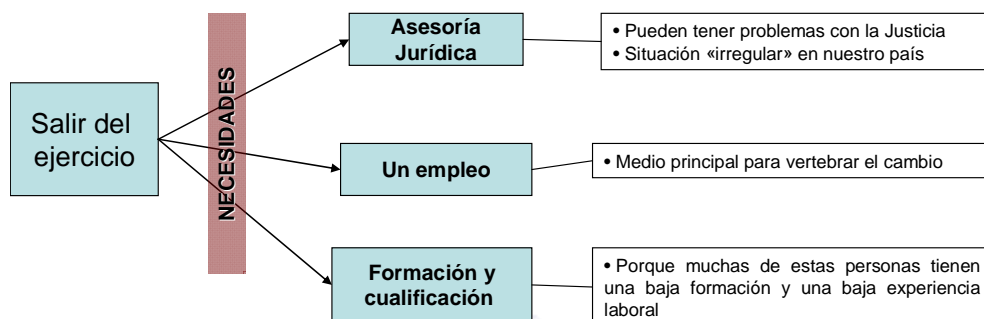 Salir del
ejercicio
NECESIDADES
Asesoría
Jurídica
• Pueden tener problemas con la Justicia
• Situación «irregular» en nuestro país
Un empleo
• Medio principal para vertebrar el cambio
Formación y
cualificación
• Porque muchas de estas personas tienen
una baja formación y una baja experiencia
laboral